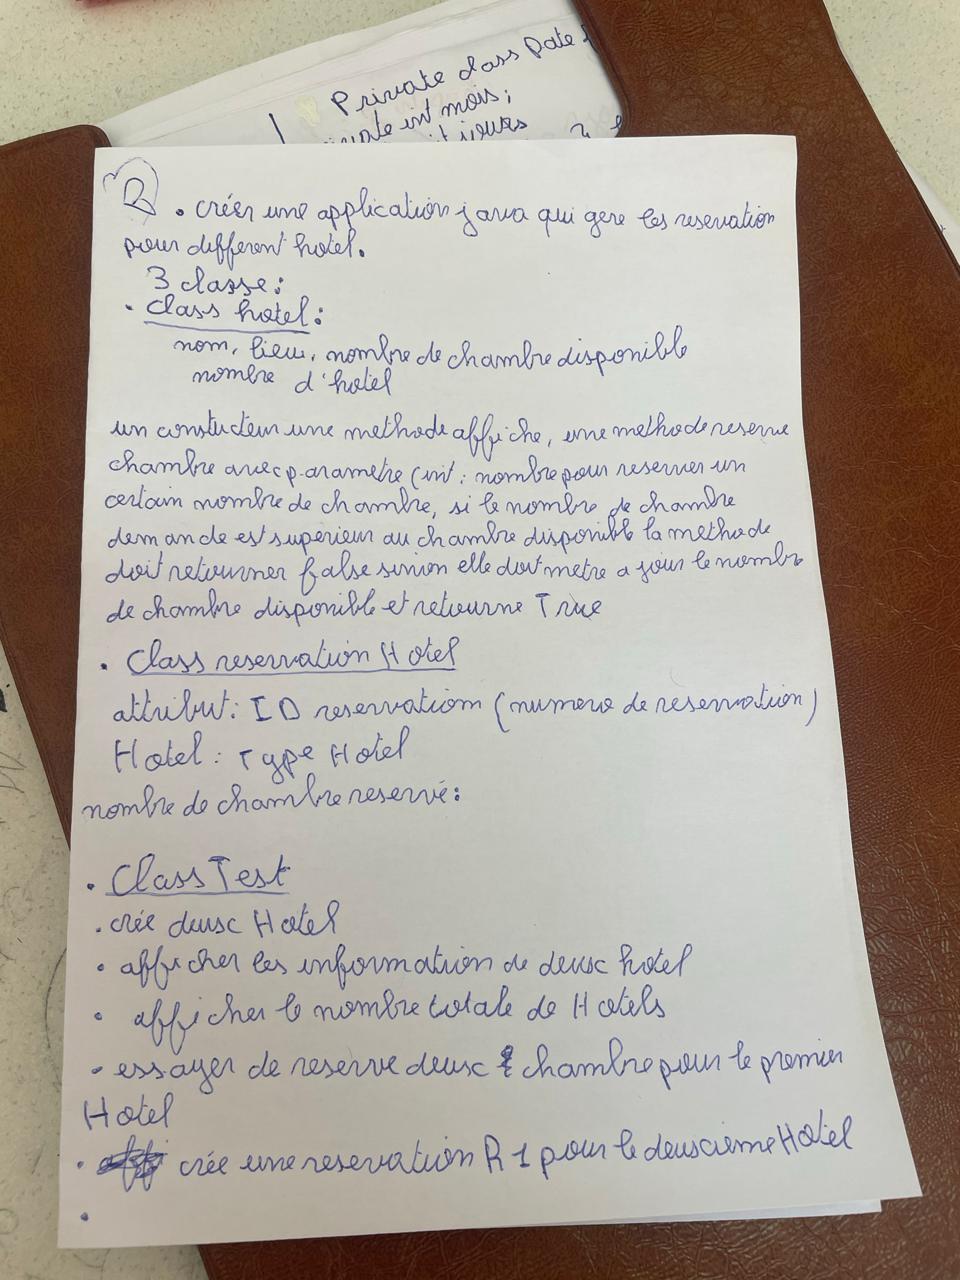 Private class Date
private int mois;
int jours
R. créer une application java qui gere les resevation
pour different hotel.
3 classe:
• Class hotel:
nom, lieu, nombre de chambre disponible
nombre d'hotel
un constucteur une methode affiche, une methode reserve
chambre avec parametre (int: nombre pour reserver un
certain nombre de chambre, si le nombre de chambre
demande est superieur au chambre disponible la methode
doit retourner false sinion elle doit metre a jour le nombre
de chambre disponible et retourne True
• Class reservation Hotel
attribut: ID reservation (numero de reservation)
Hotel: Type Hotel
nombre de chambre reservé:
• Class Test
• crée deux Hotel
• afficher les information de deux hotel
• afficher le nombre totale de Hotels
• essayer de reserve deux chambre pour le premier
Hotel
• crée une reservation R1 pour le deuxieme Hotel
•